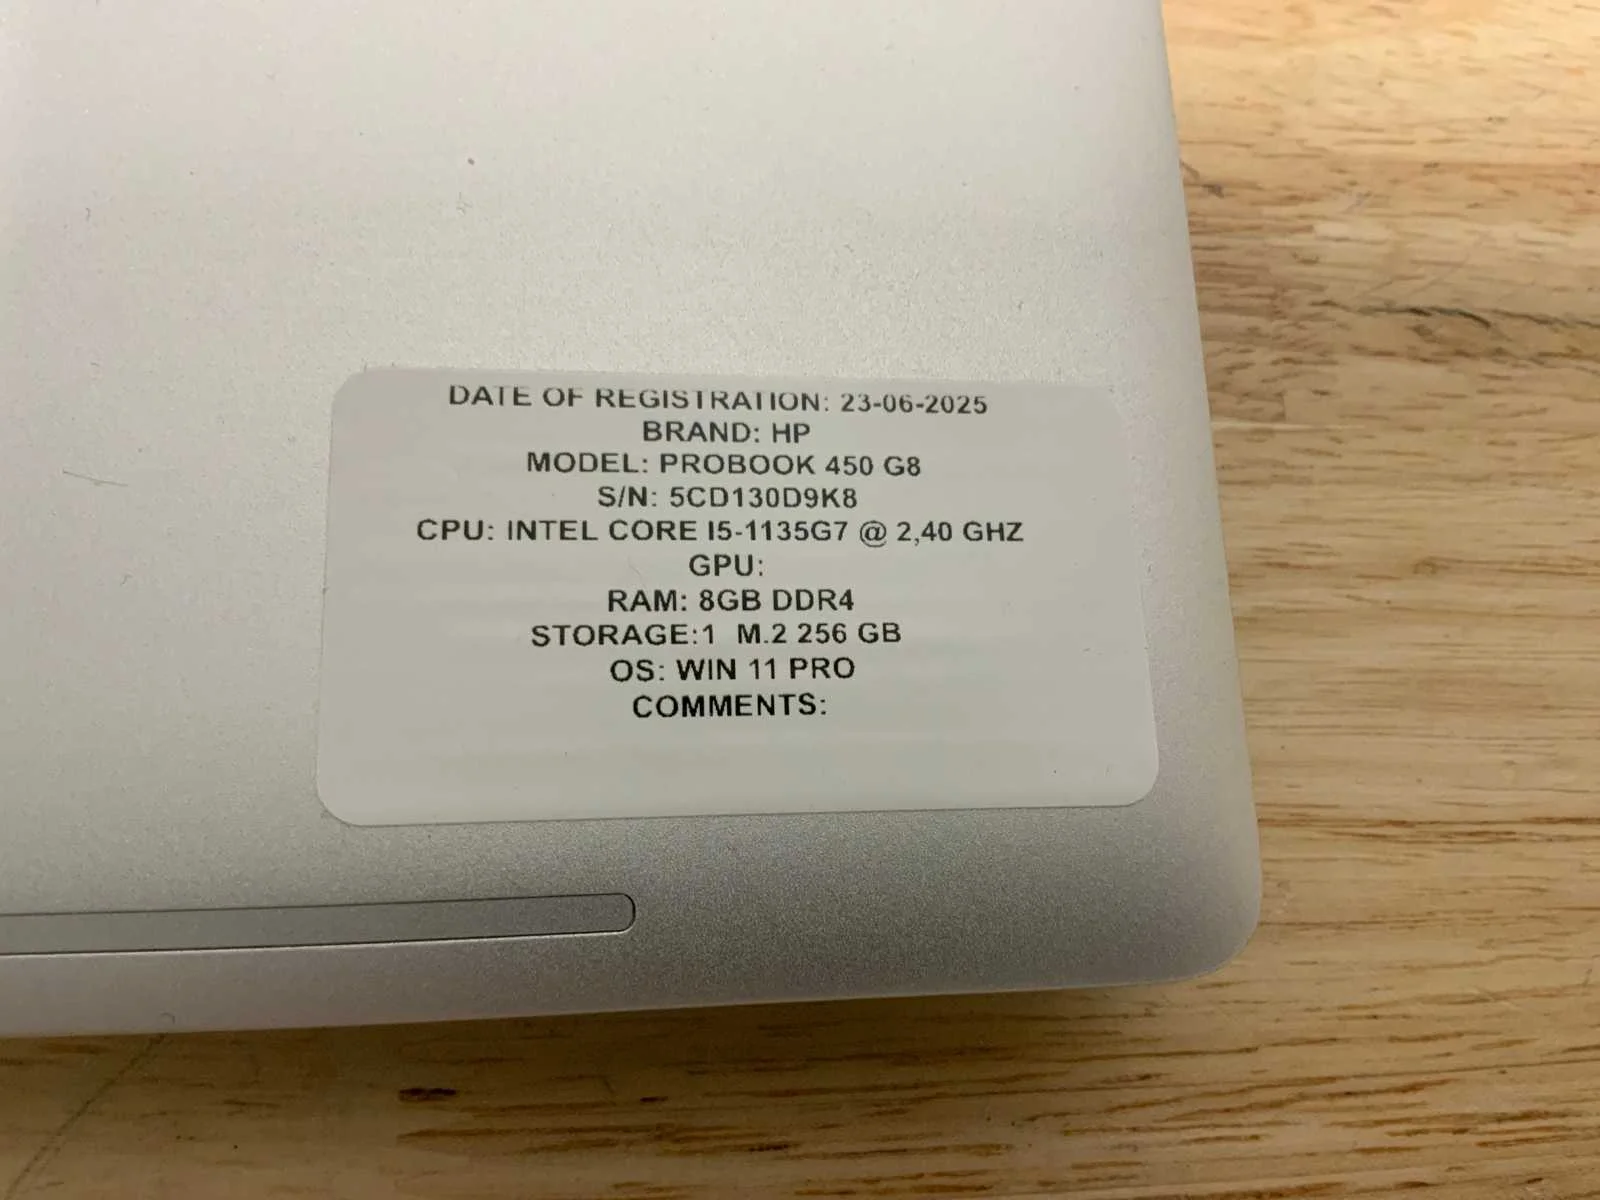 DATE OF REGISTRATION: 23-06-2025
BRAND: HP
MODEL: PROBOOK 450 G8
S/N: 5CD130D9K8
CPU: INTEL CORE I5-1135G7 @ 2,40 GHZ
GPU:
RAM: 8GB DDR4
STORAGE:1 M.2 256 GB
OS: WIN 11 PRO
COMMENTS: